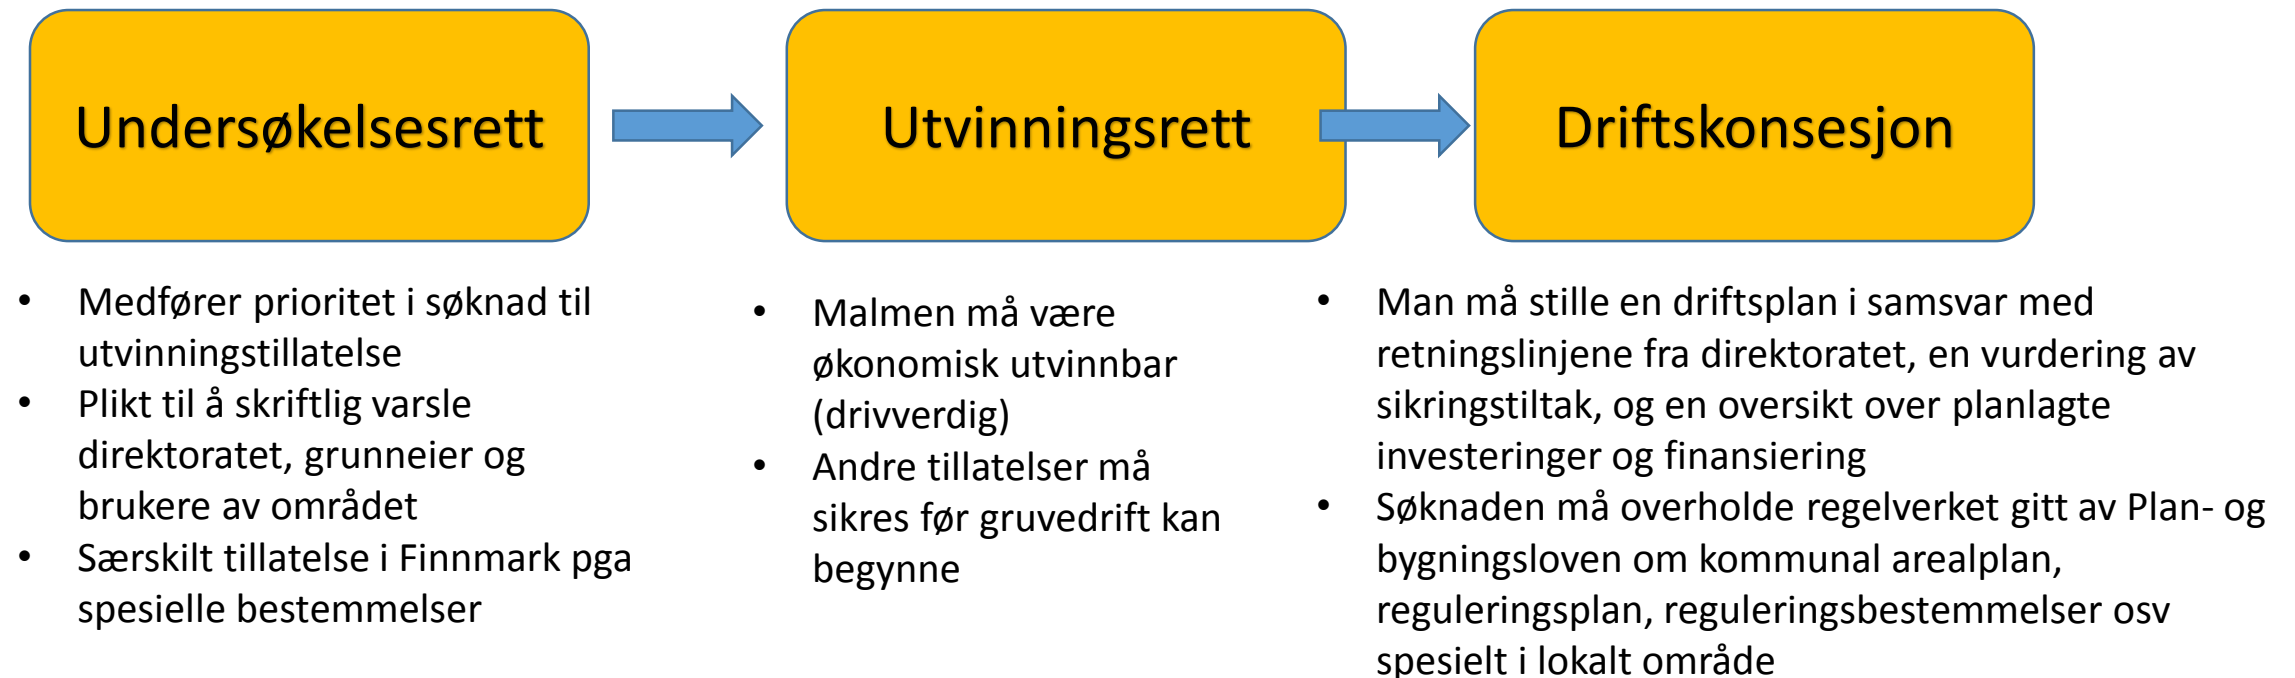 Undersøkelsesrett
Utvinningsrett
Driftskonsesjon
• Medfører prioritet i søknad til
utvinningstillatelse
• Plikt til å skriftlig varsle
direktoratet, grunneier og
brukere av området
• Særskilt tillatelse i Finnmark pga
spesielle bestemmelser
• Malmen må være
økonomisk utvinnbar
(drivverdig)
• Andre tillatelser må
sikres før gruvedrift kan
begynne
• Man må stille en driftsplan i samsvar med
retningslinjene fra direktoratet, en vurdering av
sikringstiltak, og en oversikt over planlagte
investeringer og finansiering
• Søknaden må overholde regelverket gitt av Plan- og
bygningsloven om kommunal arealplan,
reguleringsplan, reguleringsbestemmelser osv
spesielt i lokalt område